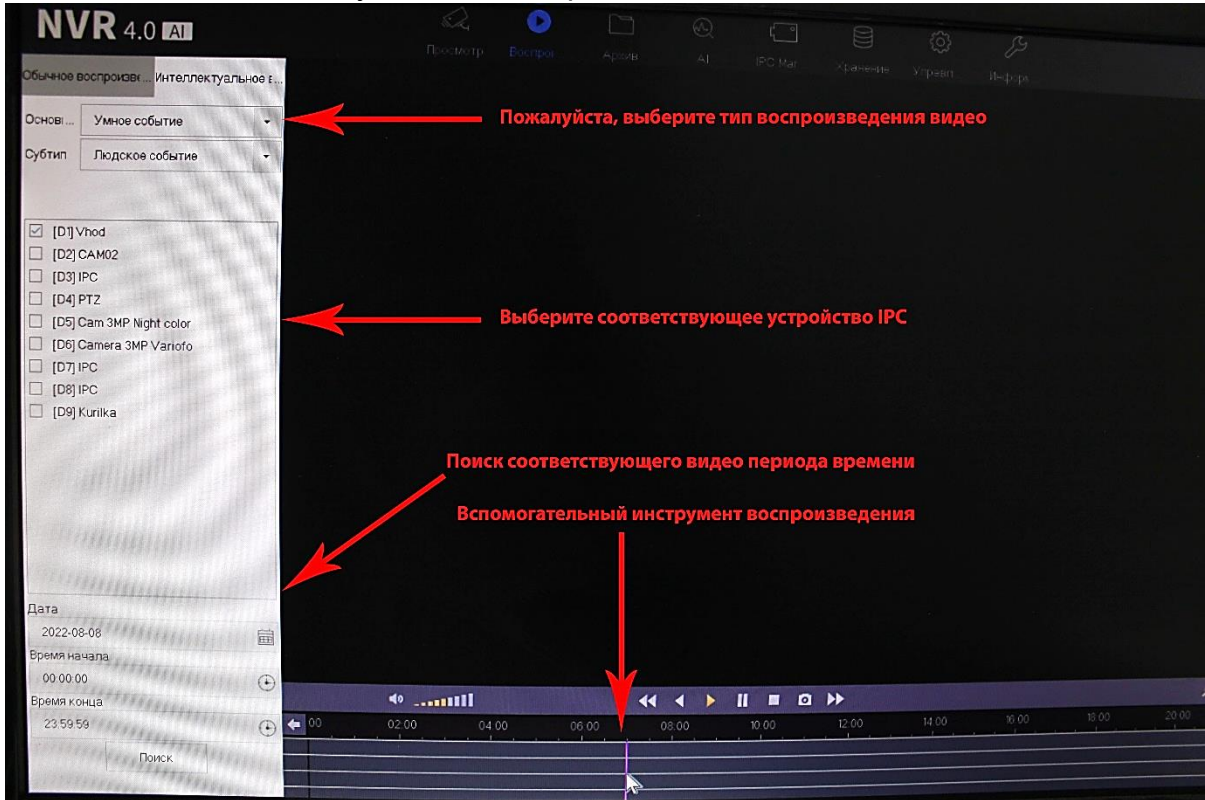 NVR 4.0 AI
Просмотр Воспрои Архив AI IPC Маг Хранение Управл Информ
Обычное воспроизве... Интеллектуальное в...
Основн... Умное событие
Пожалуйста, выберите тип воспроизведения видео
Субтип Людское событие
[D1] Vhod
[D2] CAM02
[D3] IPC
[D4] PTZ
[D5] Cam 3MP Night color
Выберите соответствующее устройство IPC
[D6] Camera 3MP Variofo
[D7] IPC
[D8] IPC
[D9] Kurilka
Поиск соответствующего видео периода времени
Вспомогательный инструмент воспроизведения
Дата
2022-08-08
Время начала
00:00:00
Время конца
23:59:59
00 02:00 04:00 06:00 08:00 10:00 12:00 14:00 16:00 18:00 20:00
Поиск